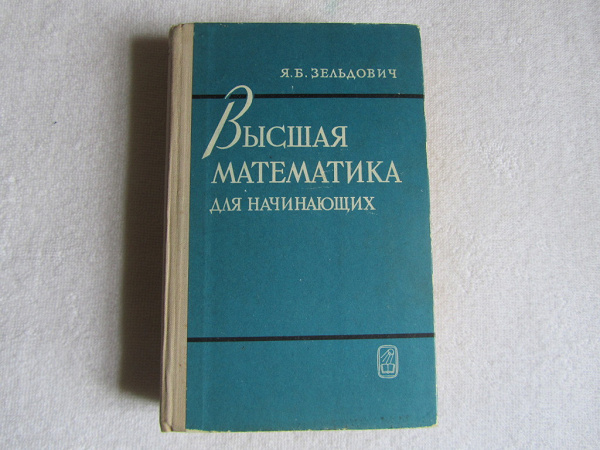 Я.Б. ЗЕЛЬДОВИЧ
ВЫСШАЯ
МАТЕМАТИКА
ДЛЯ НАЧИНАЮЩИХ